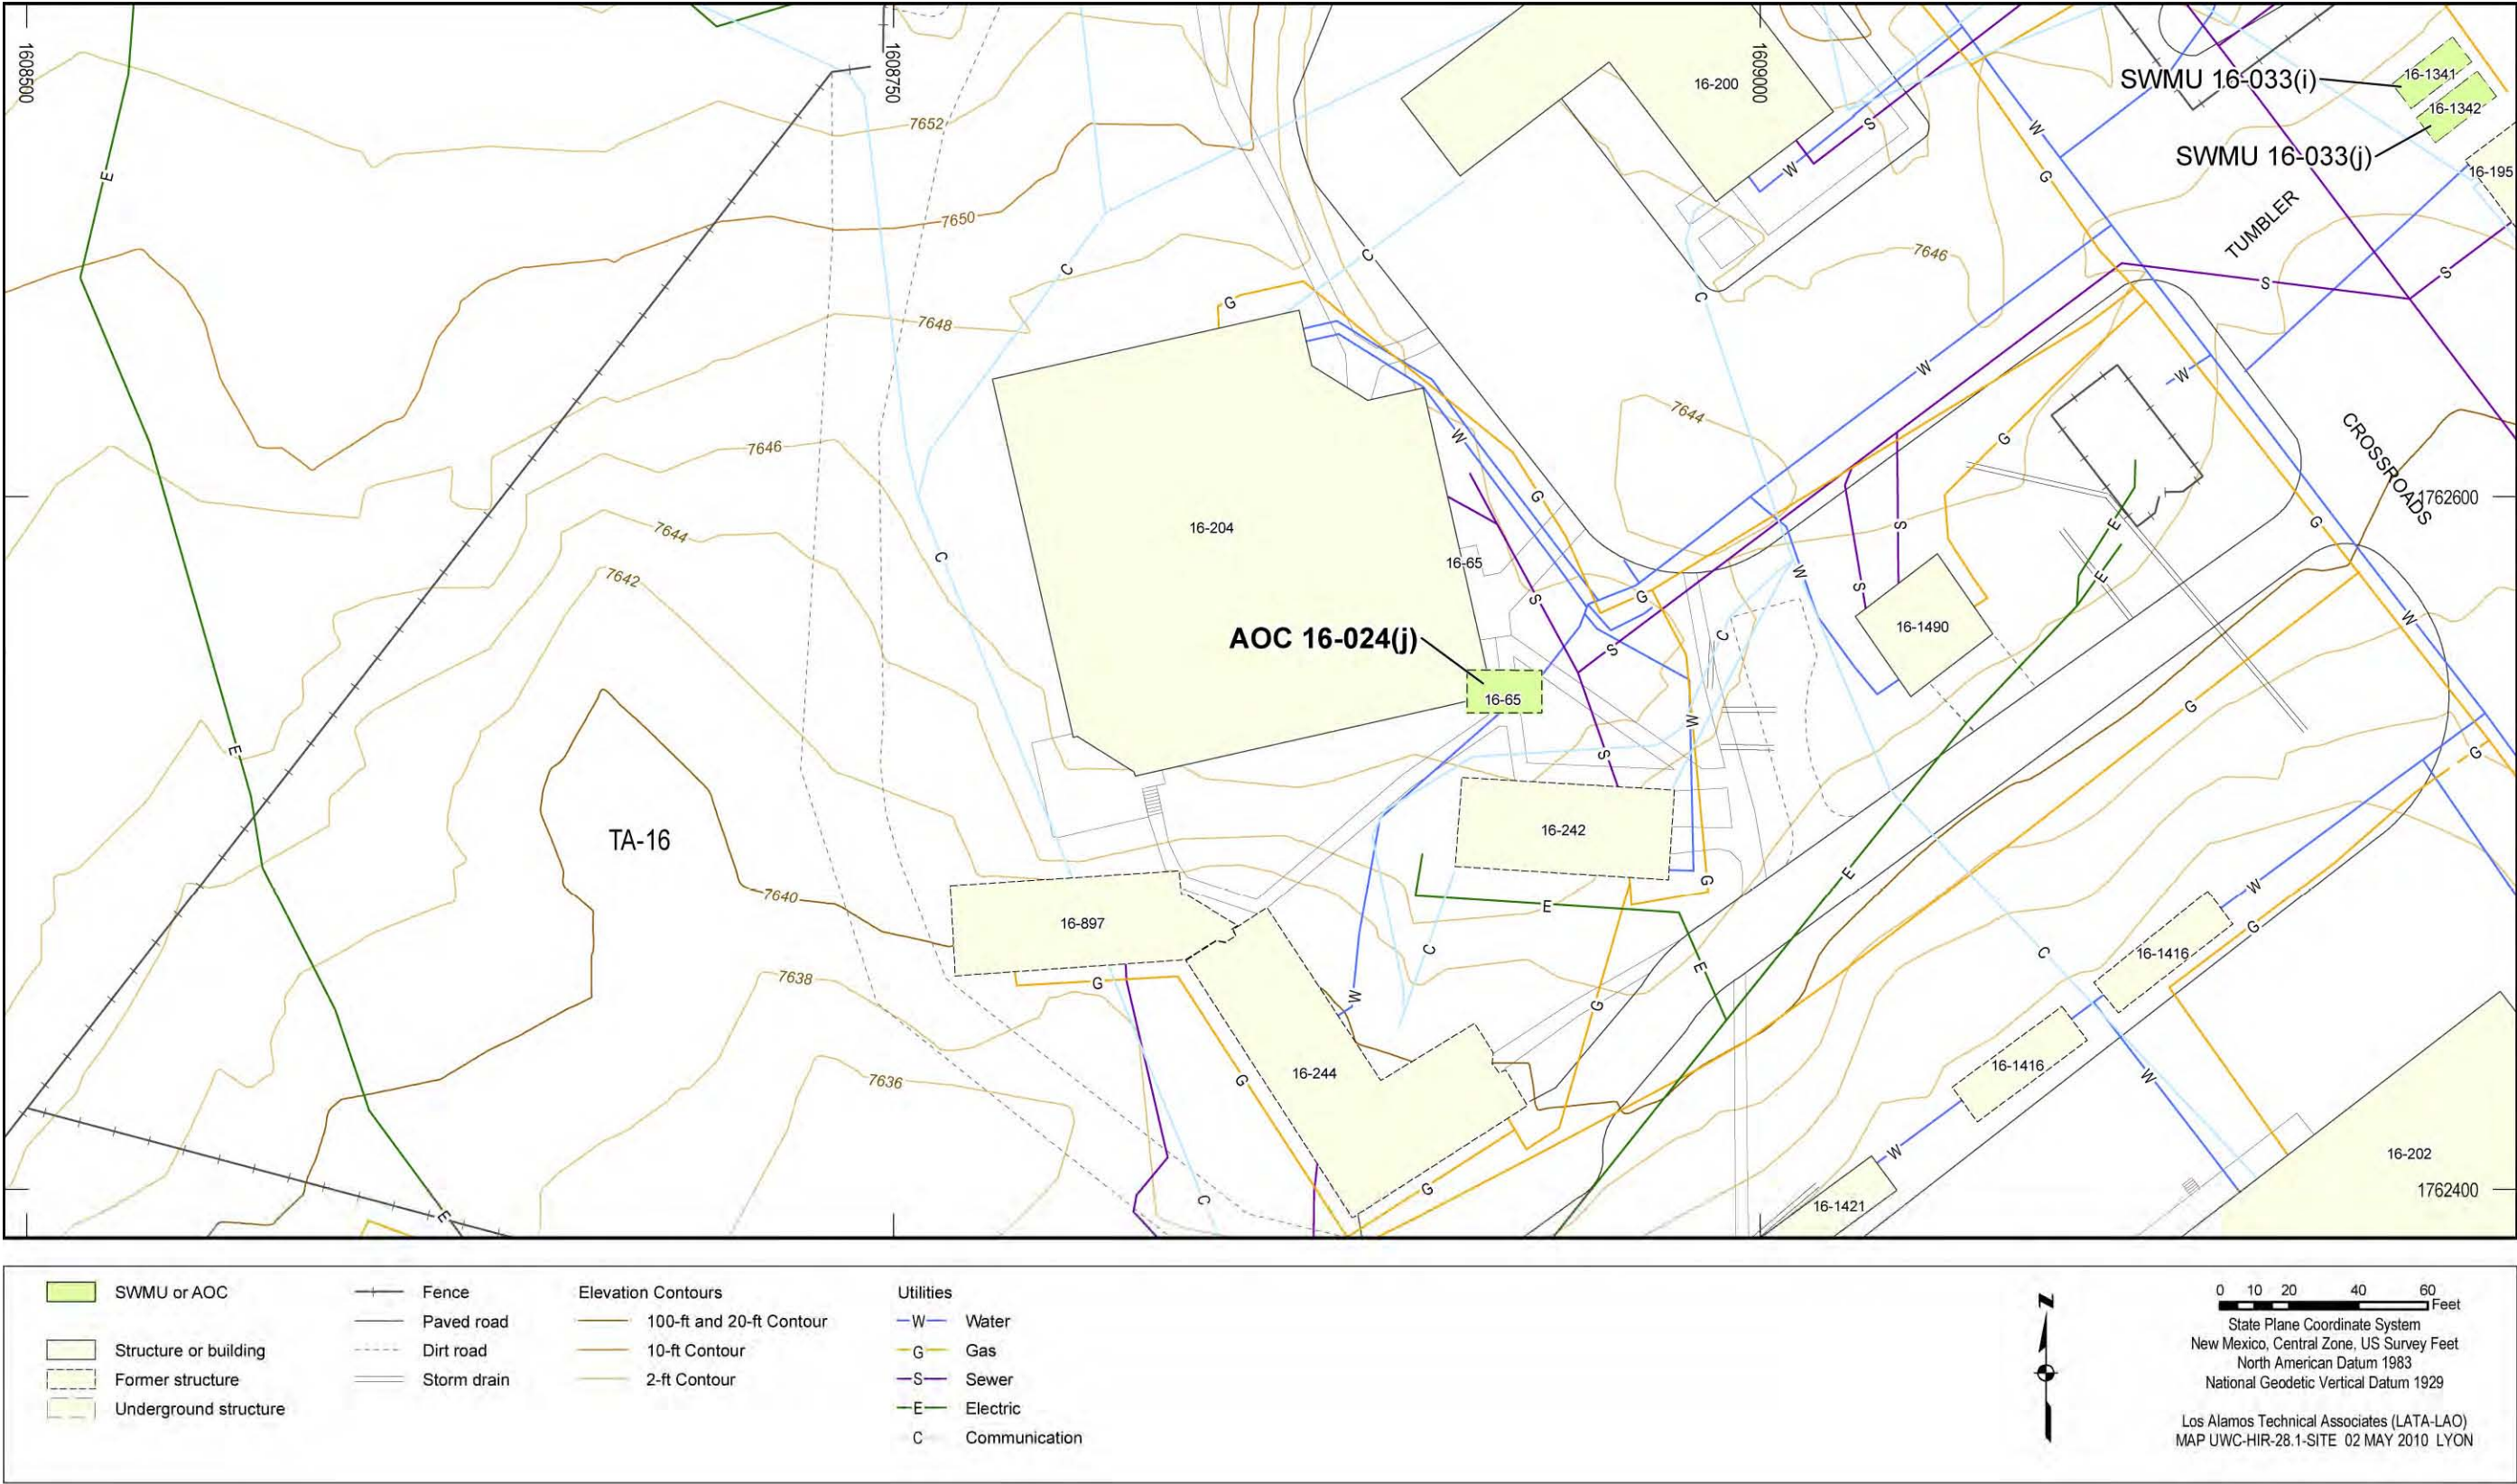 1608500
1608750
1609000
16-200
16-1341
SWMU 16-033(i)
16-1342
SWMU 16-033(j)
7652
S
W
W
G
E
16-195
TUMBLER
7650
7646
C
C
C
S
S
G
7648
W
W
7644
CROSSROADS
7646
W
G
G
1762600
16-204
7644
G
S
E
C
16-65
W
S
E
7642
S
G
W
16-1490
AOC 16-024(j)
C
S
16-65
G
W
E
S
G
16-242
TA-16
E
G
W
7640
E
16-897
G
C
E
C
16-1416
7638
G
W
G
16-1416
W
16-244
G
7636
W
16-202
G
1762400
C
16-1421
E
SWMU or AOC
Structure or building
Former structure
Underground structure
Fence
Paved road
Dirt road
Storm drain
Elevation Contours
100-ft and 20-ft Contour
10-ft Contour
2-ft Contour
Utilities
W Water
G Gas
S Sewer
E Electric
C Communication
N
0 10 20 40 60
Feet
State Plane Coordinate System
New Mexico, Central Zone, US Survey Feet
North American Datum 1983
National Geodetic Vertical Datum 1929
Los Alamos Technical Associates (LATA-LAO)
MAP UWC-HIR-28.1-SITE 02 MAY 2010 LYON